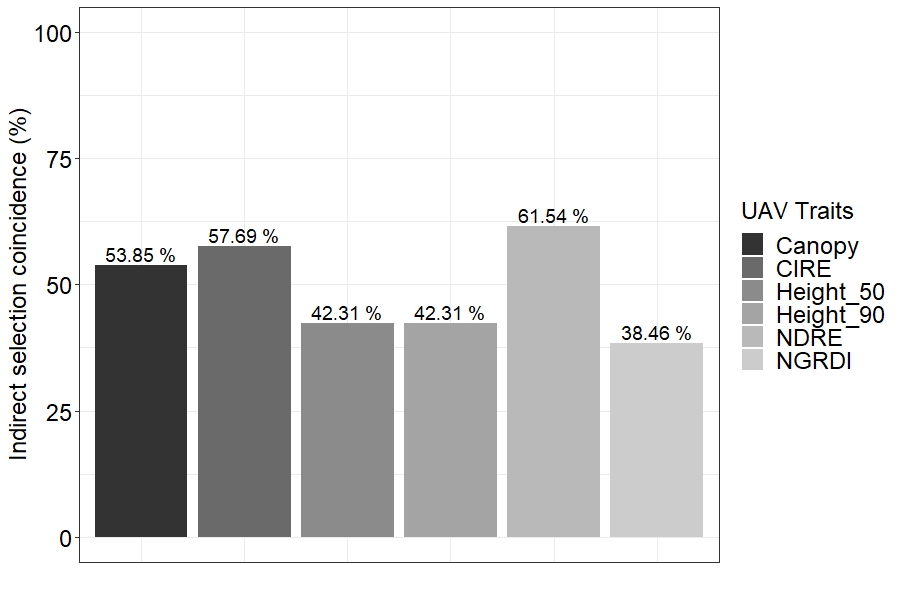 Indirect selection coincidence (%)
100
75
50
25
0
53.85 %
57.69 %
42.31 %
42.31 %
61.54 %
38.46 %
UAV Traits
Canopy
CIRE
Height_50
Height_90
NDRE
NGRDI